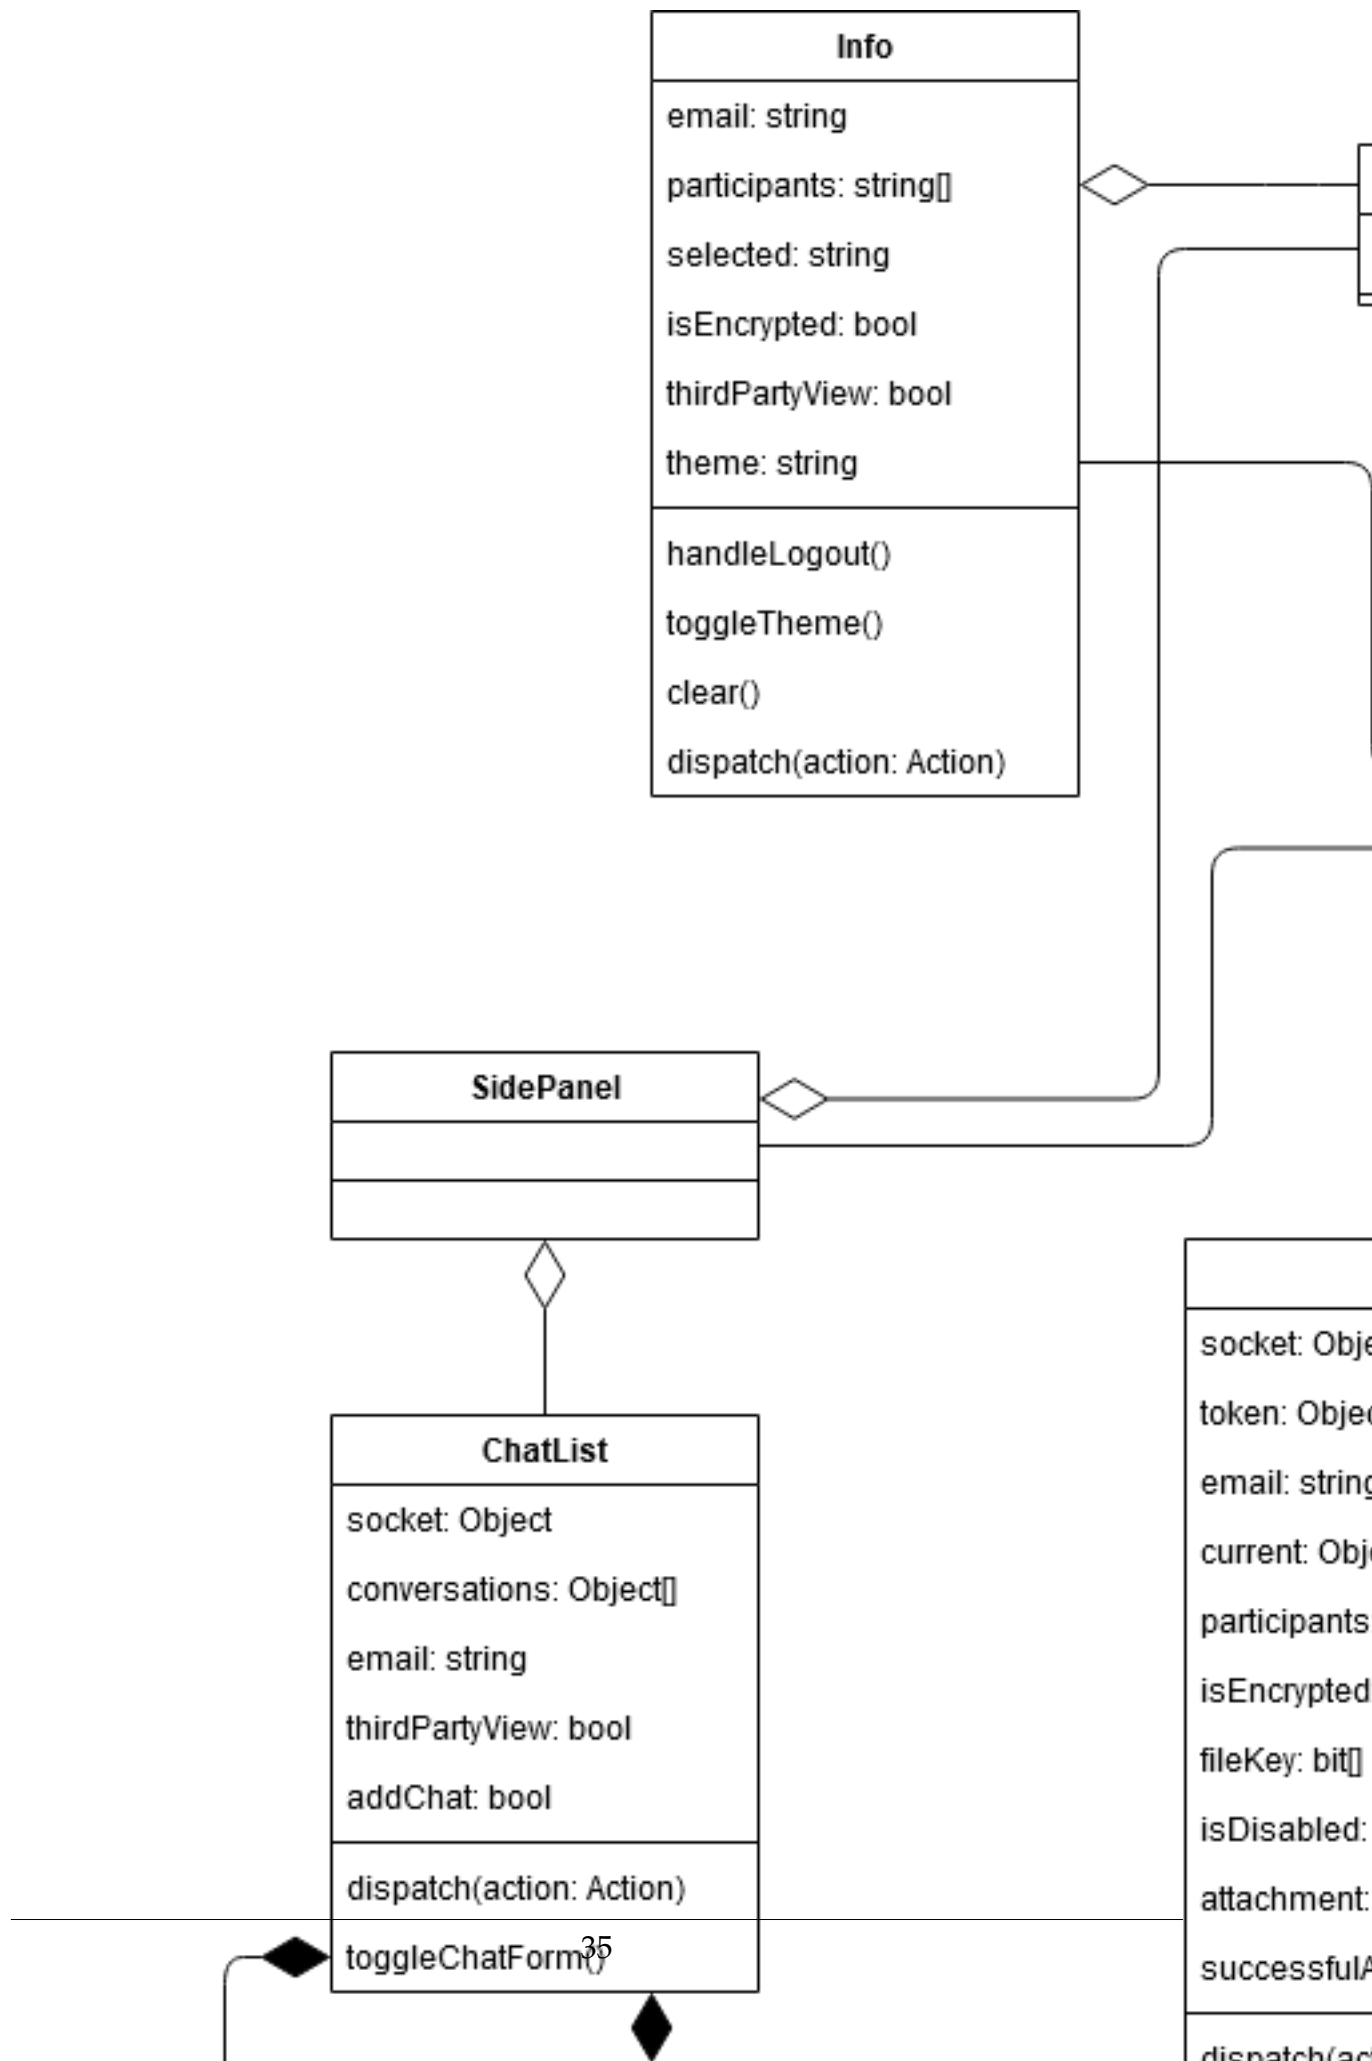 Info
email: string
participants: string[]
selected: string
isEncrypted: bool
thirdPartyView: bool
theme: string
handleLogout()
toggleTheme()
clear()
dispatch(action: Action)
SidePanel
ChatList
socket: Object
conversations: Object[]
email: string
thirdPartyView: bool
addChat: bool
dispatch(action: Action)
toggleChatForm()
35
socket: Obje
token: Objec
email: string
current: Obje
participants
isEncrypted
fileKey: bit[]
isDisabled:
attachment:
successfulA
dispatch(ac